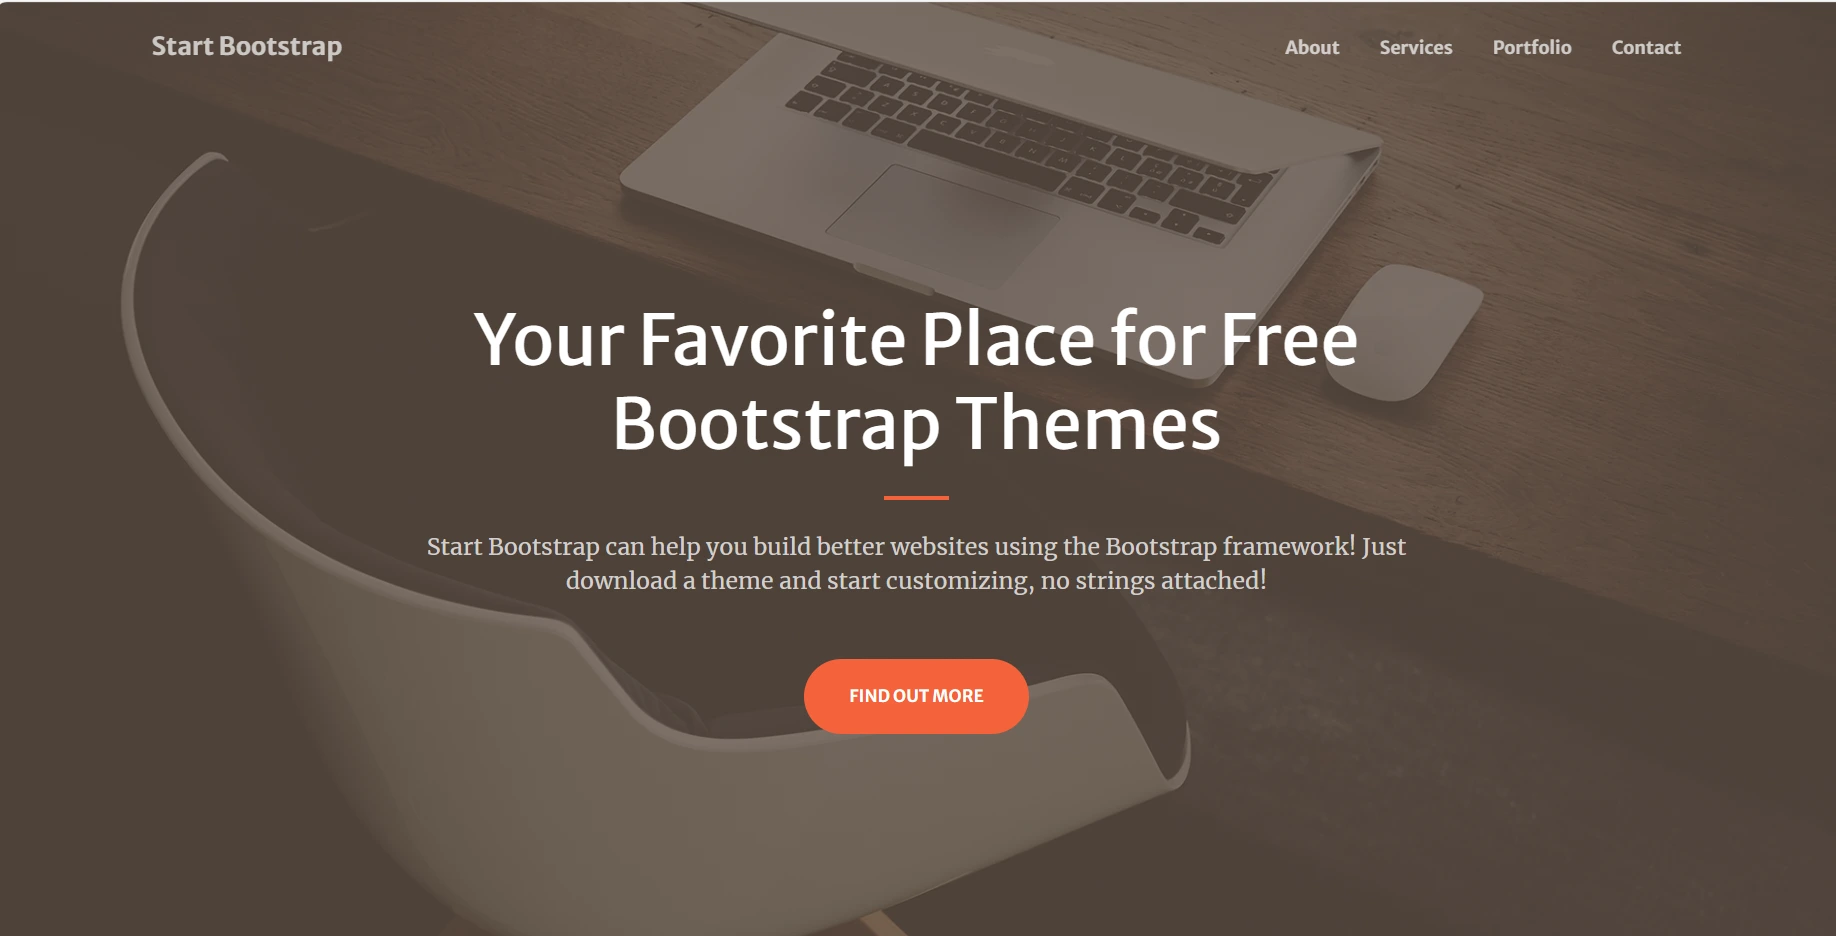 Start Bootstrap
About Services Portfolio Contact
Your Favorite Place for Free
Bootstrap Themes
Start Bootstrap can help you build better websites using the Bootstrap framework! Just
download a theme and start customizing, no strings attached!
FIND OUT MORE